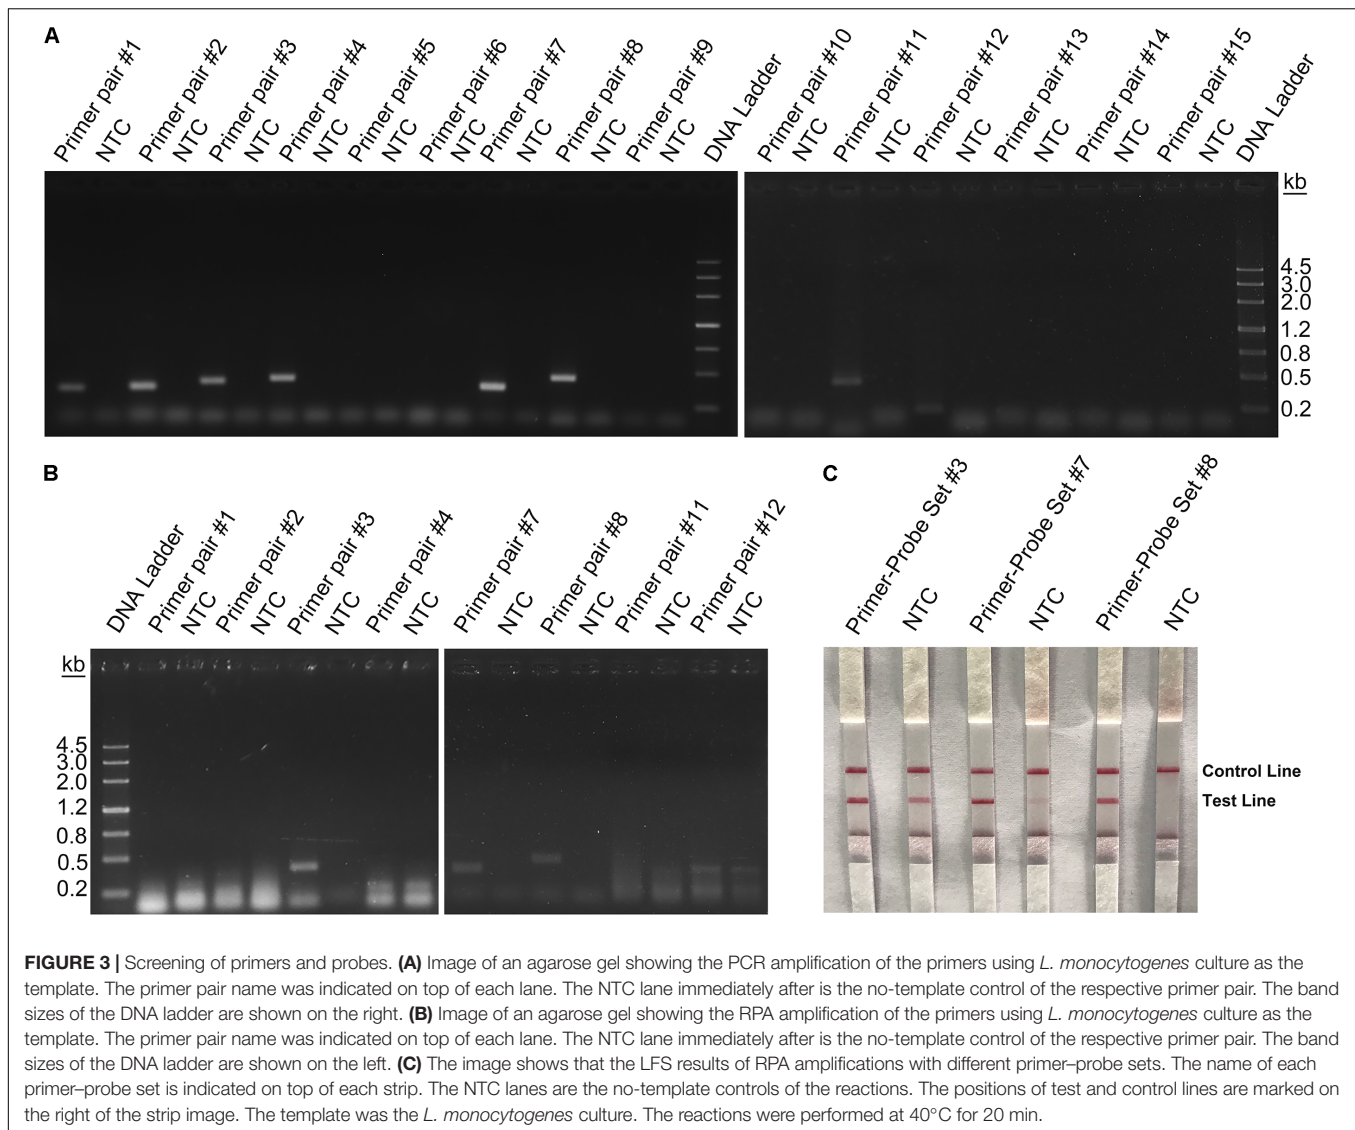 A
Primer pair #1
NTC
Primer pair #2
NTC
Primer pair #3
NTC
Primer pair #4
NTC
Primer pair #5
NTC
Primer pair #6
NTC
Primer pair #7
NTC
Primer pair #8
NTC
Primer pair #9
NTC
DNA Ladder
Primer pair #10
NTC
Primer pair #11
NTC
Primer pair #12
NTC
Primer pair #13
NTC
Primer pair #14
NTC
Primer pair #15
NTC
DNA Ladder
kb
4.5
3.0
2.0
1.2
0.8
0.5
0.2
B
DNA Ladder
Primer pair #1
NTC
Primer pair #2
NTC
Primer pair #3
NTC
Primer pair #4
NTC
Primer pair #7
NTC
Primer pair #8
NTC
Primer pair #11
NTC
Primer pair #12
NTC
kb
4.5
3.0
2.0
1.2
0.8
0.5
0.2
C
Primer-Probe Set #3
NTC
Primer-Probe Set #7
NTC
Primer-Probe Set #8
NTC
Control Line
Test Line
FIGURE 3 | Screening of primers and probes. (A) Image of an agarose gel showing the PCR amplification of the primers using L. monocytogenes culture as the
template. The primer pair name was indicated on top of each lane. The NTC lane immediately after is the no-template control of the respective primer pair. The band
sizes of the DNA ladder are shown on the right. (B) Image of an agarose gel showing the RPA amplification of the primers using L. monocytogenes culture as the
template. The primer pair name was indicated on top of each lane. The NTC lane immediately after is the no-template control of the respective primer pair. The band
sizes of the DNA ladder are shown on the left. (C) The image shows that the LFS results of RPA amplifications with different primer–probe sets. The name of each
primer–probe set is indicated on top of each strip. The NTC lanes are the no-template controls of the reactions. The positions of test and control lines are marked on
the right of the strip image. The template was the L. monocytogenes culture. The reactions were performed at 40°C for 20 min.